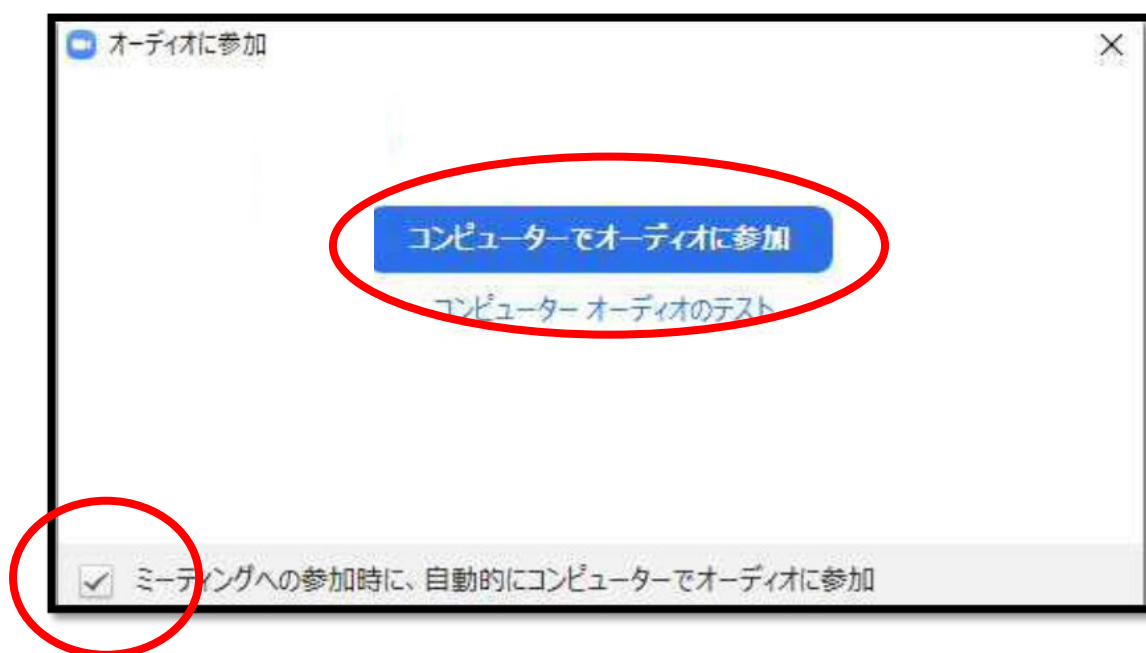 オーディオに参加
コンピューターでオーディオに参加
コンピューター オーディオのテスト
ミーティングへの参加時に、自動的にコンピューターでオーディオに参加